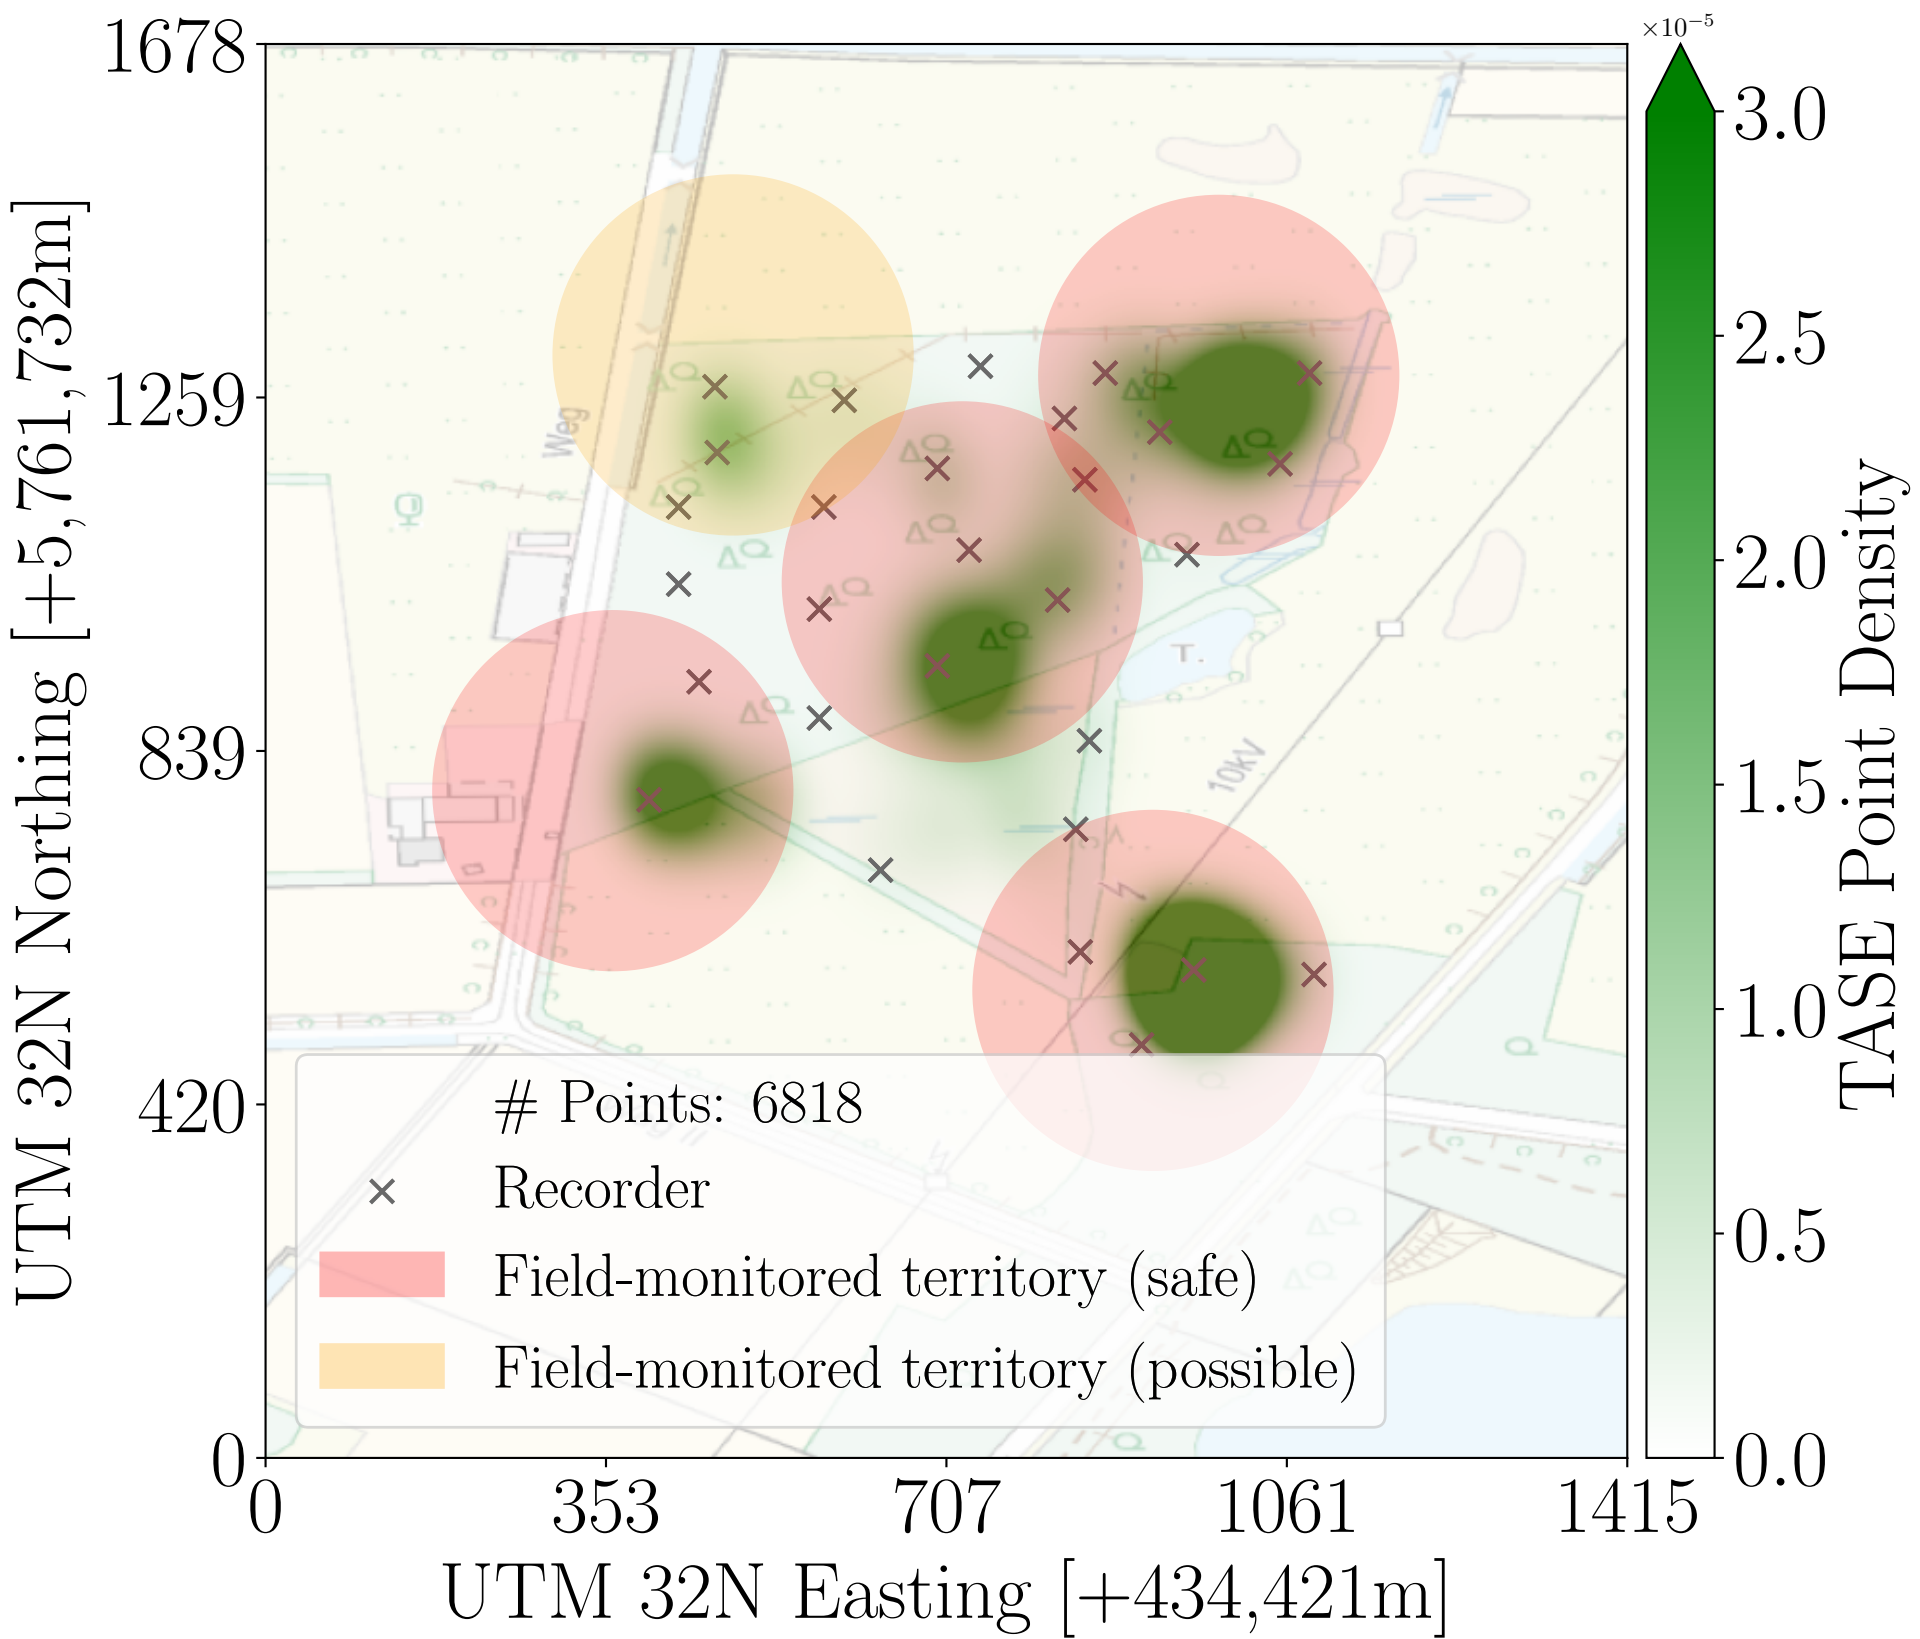 ×10⁻⁵
1678
1259
839
420
0
UTM 32N Northing [+5,761,732m]
Weg
T.
10kV
# Points: 6818
Recorder
Field-monitored territory (safe)
Field-monitored territory (possible)
0
353
707
1061
1415
UTM 32N Easting [+434,421m]
3.0
2.5
2.0
1.5
1.0
0.5
0.0
TASE Point Density